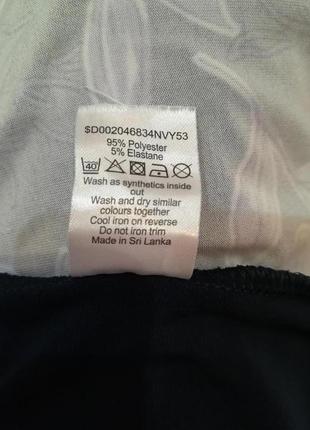 $D002046834NVY53
95% Polyester
5% Elastane
40
Wash as synthetics inside
out
Wash and dry similar
colours together
Cool iron on reverse
Do not iron trim
Made in Sri Lanka